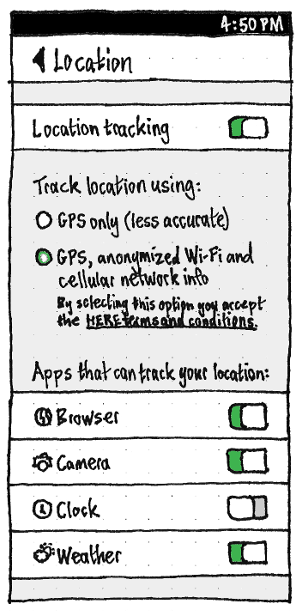 4:50 PM
Location
Location tracking
Track location using:
GPS only (less accurate)
GPS, anonymized Wi-Fi and
cellular network info
By selecting this option you accept
the HERE terms and conditions.
Apps that can track your location:
Browser
Camera
Clock
Weather